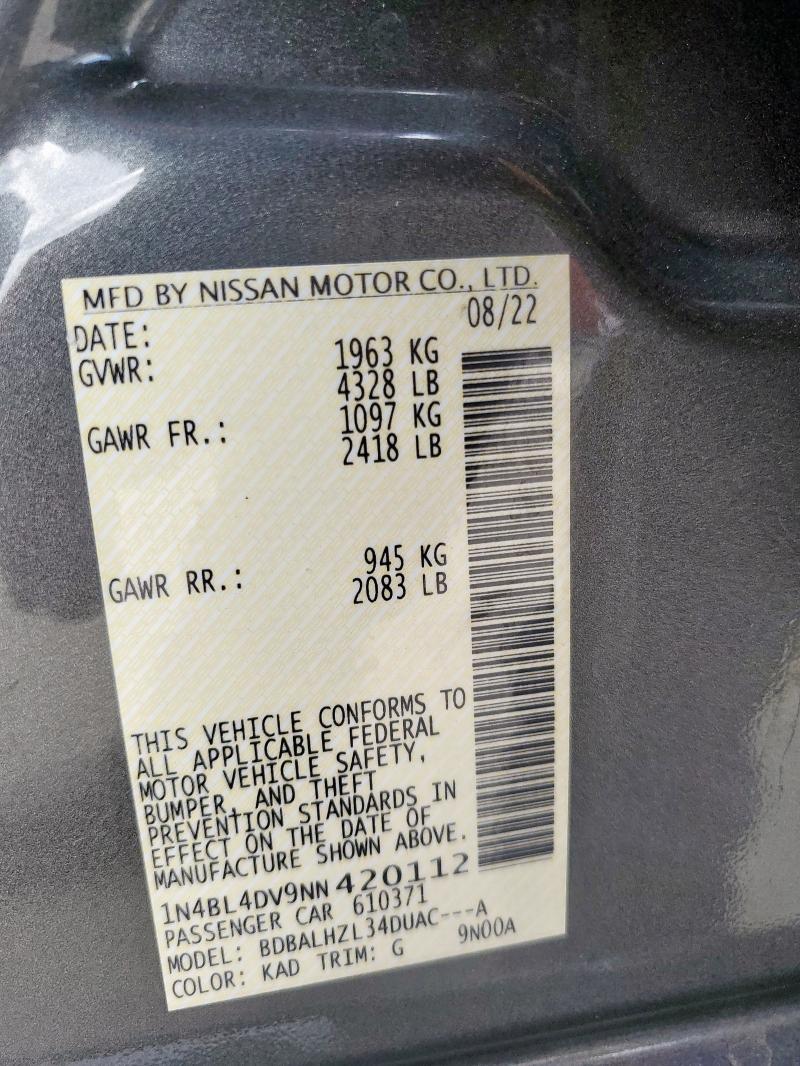 MFD BY NISSAN MOTOR CO., LTD.
DATE: 08/22
GVWR: 1963 KG
4328 LB
GAWR FR.: 1097 KG
2418 LB
GAWR RR.: 945 KG
2083 LB
THIS VEHICLE CONFORMS TO
ALL APPLICABLE FEDERAL
MOTOR VEHICLE SAFETY,
BUMPER, AND THEFT
PREVENTION STANDARDS IN
EFFECT ON THE DATE OF
MANUFACTURE SHOWN ABOVE.
1N4BL4DV9NN420112
PASSENGER CAR 610371
MODEL: BDBALHZL34DUAC---A
COLOR: KAD TRIM: G 9N00A